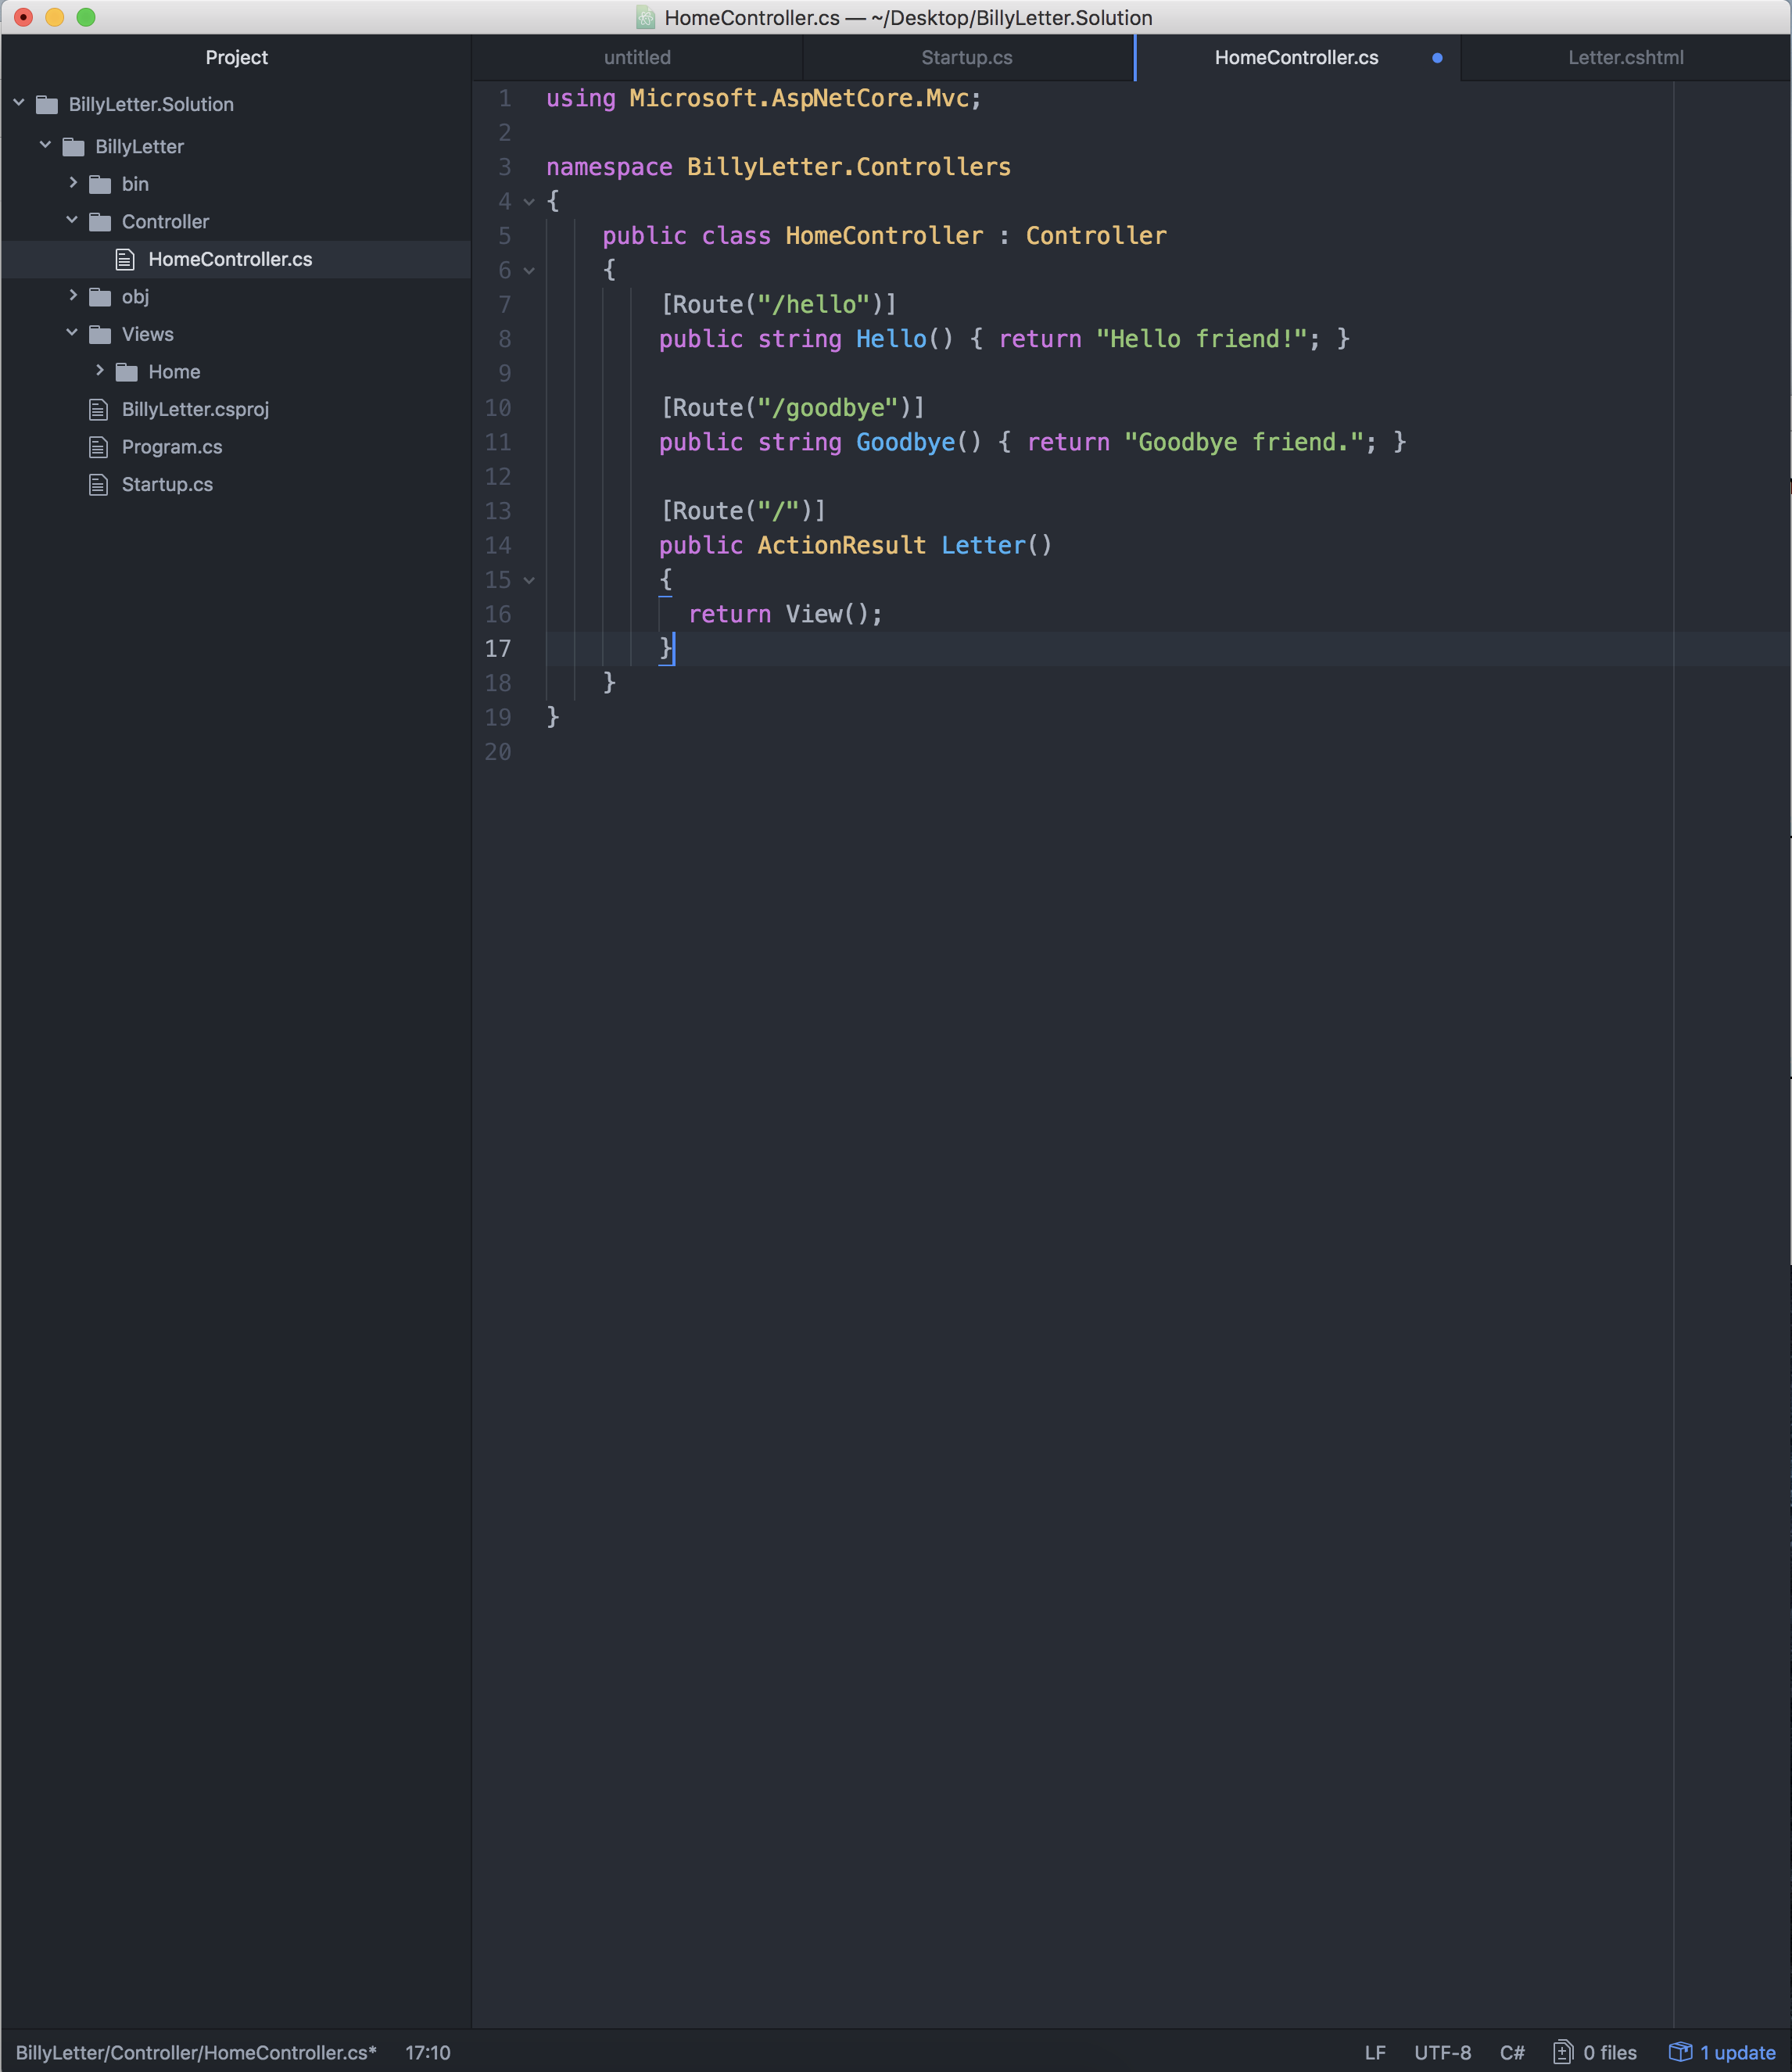 HomeController.cs — ~/Desktop/BillyLetter.Solution
Project
untitled
Startup.cs
HomeController.cs
Letter.cshtml
BillyLetter.Solution
BillyLetter
bin
Controller
HomeController.cs
obj
Views
Home
BillyLetter.csproj
Program.cs
Startup.cs
1 using Microsoft.AspNetCore.Mvc;
2
3 namespace BillyLetter.Controllers
4 {
5     public class HomeController : Controller
6     {
7         [Route("/hello")]
8         public string Hello() { return "Hello friend!"; }
9
10         [Route("/goodbye")]
11         public string Goodbye() { return "Goodbye friend."; }
12
13         [Route("/")]
14         public ActionResult Letter()
15         {
16           return View();
17         }
18     }
19 }
20
BillyLetter/Controller/HomeController.cs* 17:10 LF UTF-8 C# 0 files 1 update